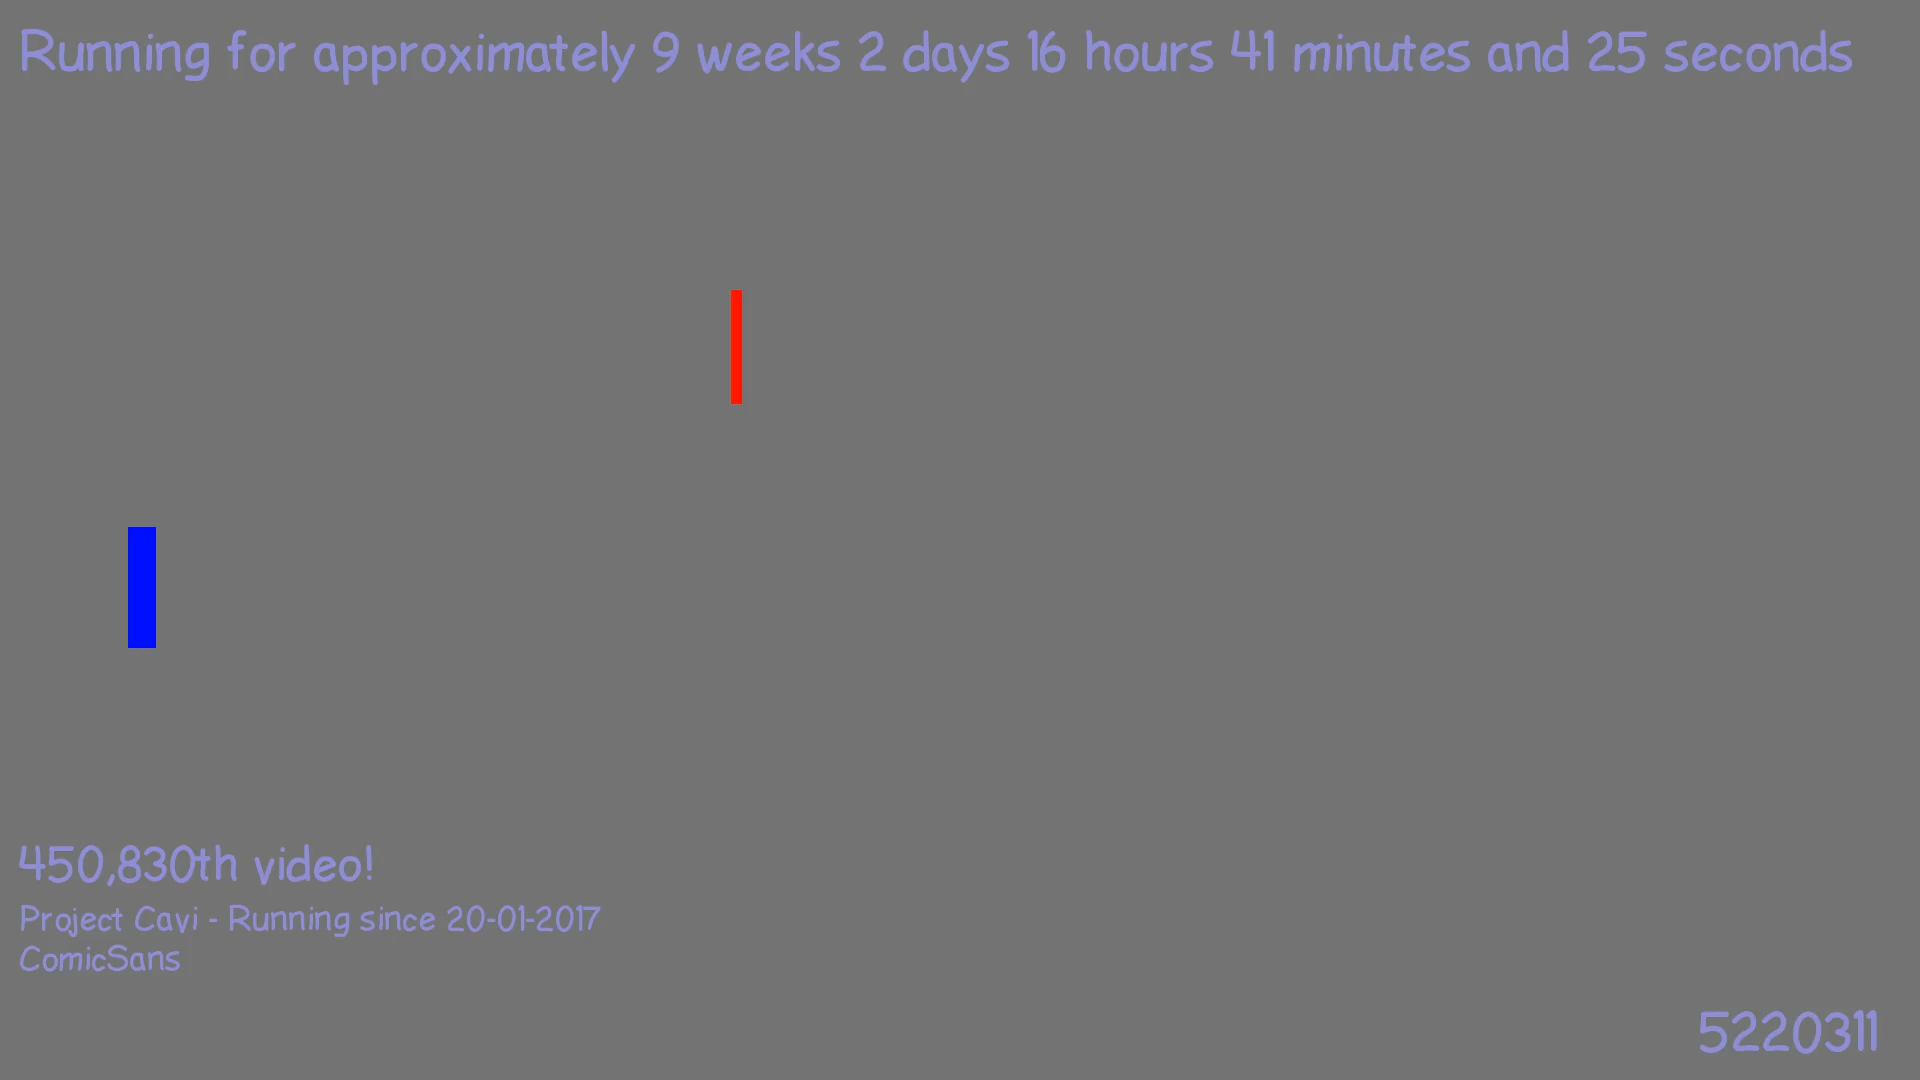 Running for approximately 9 weeks 2 days 16 hours 41 minutes and 25 seconds
450,830th video!
Project Cavi - Running since 20-01-2017
ComicSans
5220311